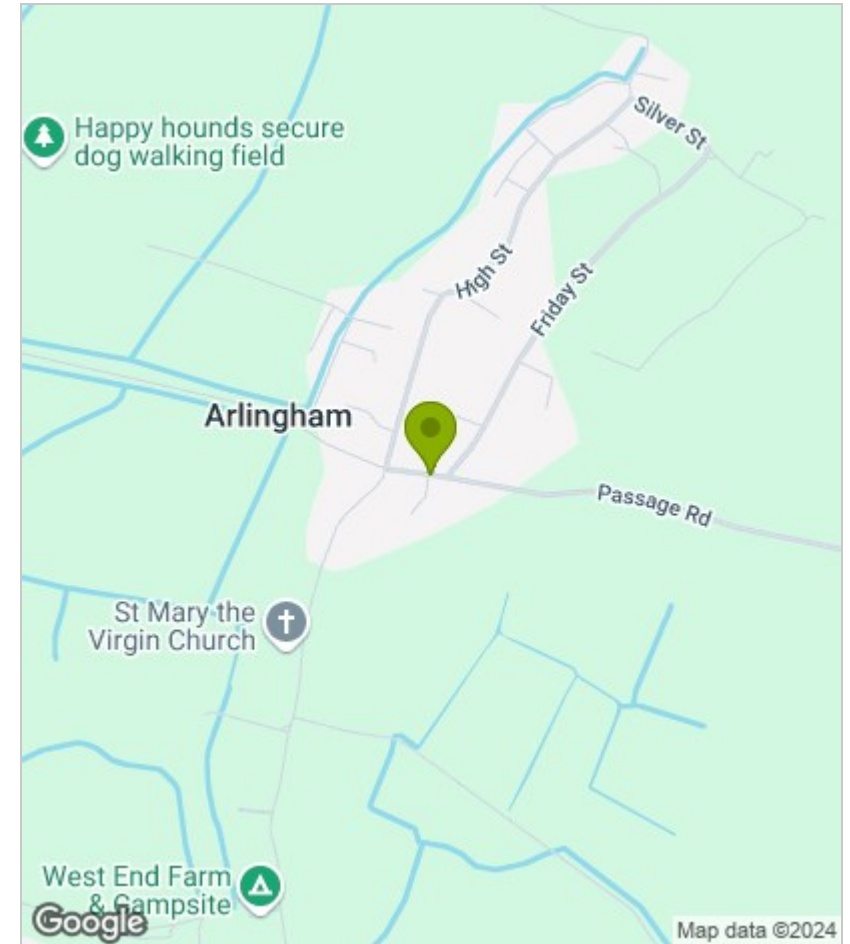 Happy hounds secure
dog walking field
Silver St
High St
Friday St
Arlingham
Passage Rd
St Mary the
Virgin Church
West End Farm
& Campsite
Google
Map data ©2024